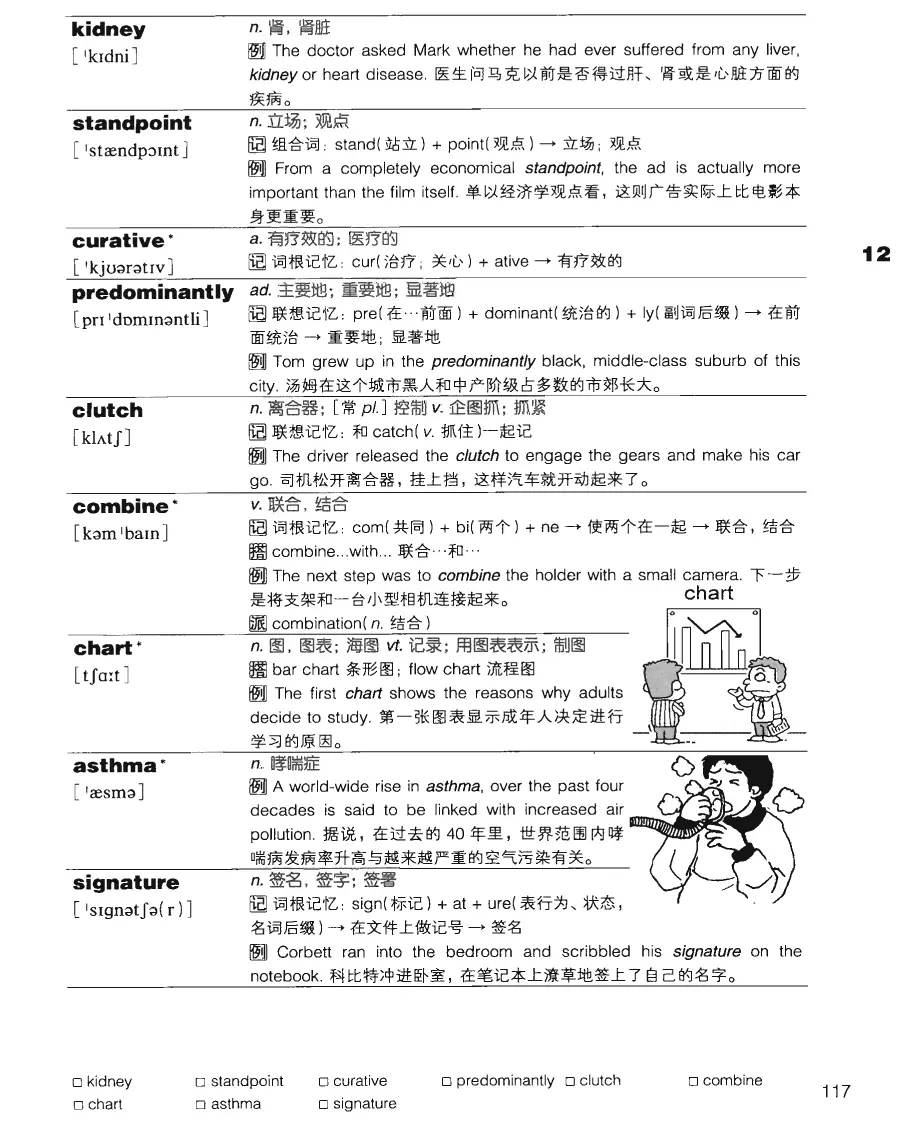 kidney
[ ˈkɪdni ]
n. 肾, 肾脏
例 The doctor asked Mark whether he had ever suffered from any liver,
kidney or heart disease. 医生问马克以前是否得过肝、肾或是心脏方面的
疾病。
standpoint
[ ˈstændpɔɪnt ]
n. 立场; 观点
记 组合词: stand( 站立 ) + point( 观点 ) → 立场; 观点
例 From a completely economical standpoint, the ad is actually more
important than the film itself. 单以经济学观点看, 这则广告实际上比电影本
身更重要。
curative*
[ ˈkjʊərətɪv ]
a. 有疗效的; 医疗的
记 词根记忆: cur( 治疗; 关心 ) + ative → 有疗效的
12
predominantly
[ prɪˈdɒmɪnəntli ]
ad. 主要地; 重要地; 显著地
记 联想记忆: pre( 在…前面 ) + dominant( 统治的 ) + ly( 副词后缀 ) → 在前
面统治 → 重要地; 显著地
例 Tom grew up in the predominantly black, middle-class suburb of this
city. 汤姆在这个城市黑人和中产阶级占多数的市郊长大。
clutch
[ klʌtʃ ]
n. 离合器; [ 常 pl. ] 控制 v. 企图抓; 抓紧
记 联想记忆: 和 catch( v. 抓住 )一起记
例 The driver released the clutch to engage the gears and make his car
go. 司机松开离合器, 挂上挡, 这样汽车就开动起来了。
combine*
[ kəmˈbaɪn ]
v. 联合, 结合
记 词根记忆: com( 共同 ) + bi( 两个 ) + ne → 使两个在一起 → 联合, 结合
搭 combine...with... 联合…和…
例 The next step was to combine the holder with a small camera. 下一步
是将支架和一台小型相机连接起来。
派 combination( n. 结合 )
chart
chart*
[ tʃɑːt ]
n. 图, 图表; 海图 vt. 记录; 用图表表示; 制图
搭 bar chart 条形图; flow chart 流程图
例 The first chart shows the reasons why adults
decide to study. 第一张图表显示成年人决定进行
学习的原因。
asthma*
[ ˈæsmə ]
n. 哮喘症
例 A world-wide rise in asthma, over the past four
decades is said to be linked with increased air
pollution. 据说, 在过去的 40 年里, 世界范围内哮
喘病发病率升高与越来越严重的空气污染有关。
signature
[ ˈsɪgnətʃə( r ) ]
n. 签名, 签字; 签署
记 词根记忆: sign( 标记 ) + at + ure( 表行为、状态,
名词后缀 ) → 在文件上做记号 → 签名
例 Corbett ran into the bedroom and scribbled his signature on the
notebook. 科比特冲进卧室, 在笔记本上潦草地签上了自己的名字。
□ kidney □ standpoint □ curative □ predominantly □ clutch □ combine
□ chart □ asthma □ signature
117